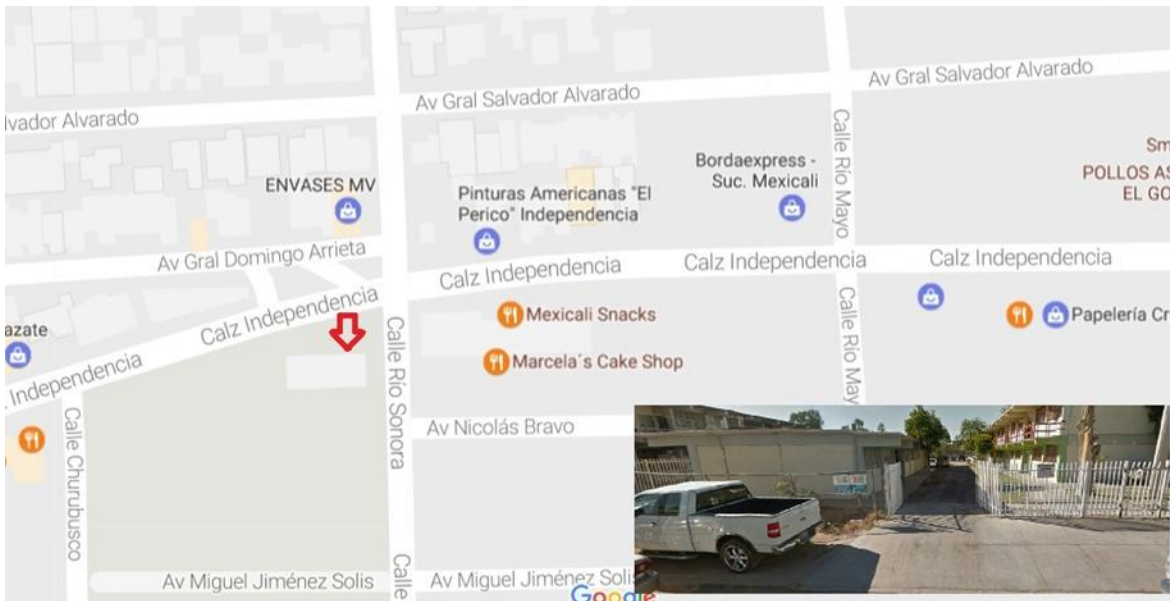 Av Gral Salvador Alvarado
Av Gral Salvador Alvarado
lvador Alvarado
Calle Río Mayo
Bordaexpress -
Suc. Mexicali
Sm
POLLOS AS
EL GO
ENVASES MV
Pinturas Americanas "El
Perico" Independencia
Av Gral Domingo Arrieta
Calz Independencia
Calz Independencia
Calz Independencia
Calz Independencia
Mexicali Snacks
Papelería Cr
azate
Marcela´s Cake Shop
Independencia
Calle Río Sonora
Calle Río May
Calle Churubusco
Av Nicolás Bravo
Av Miguel Jiménez Solis
Calle
Av Miguel Jiménez Solis
Google